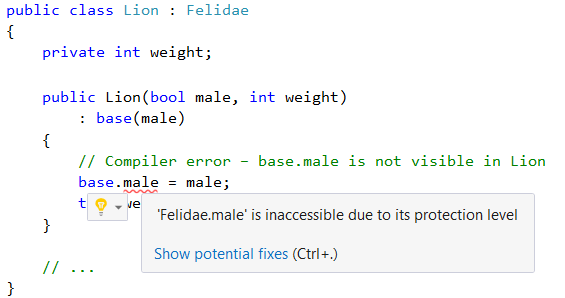 public class Lion : Felidae
{
private int weight;
public Lion(bool male, int weight)
: base(male)
{
// Compiler error – base.male is not visible in Lion
base.male = male;
t we
'Felidae.male' is inaccessible due to its protection level
Show potential fixes (Ctrl+.)
}
// ...
}